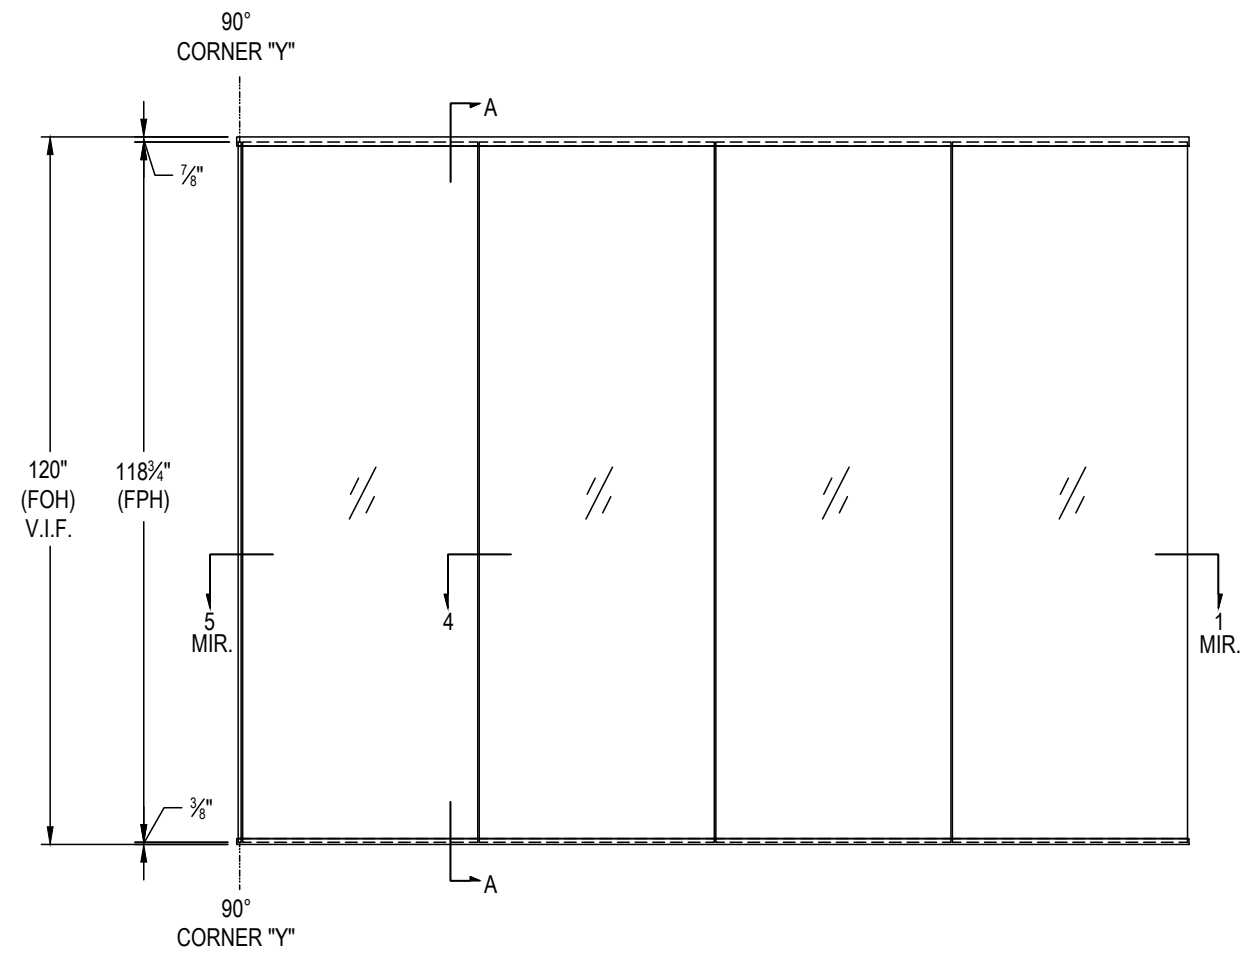 90°
CORNER "Y"
A
⅞"
120"
(FOH)
V.I.F.
118¾"
(FPH)
5
MIR.
4
1
MIR.
⅜"
A
90°
CORNER "Y"